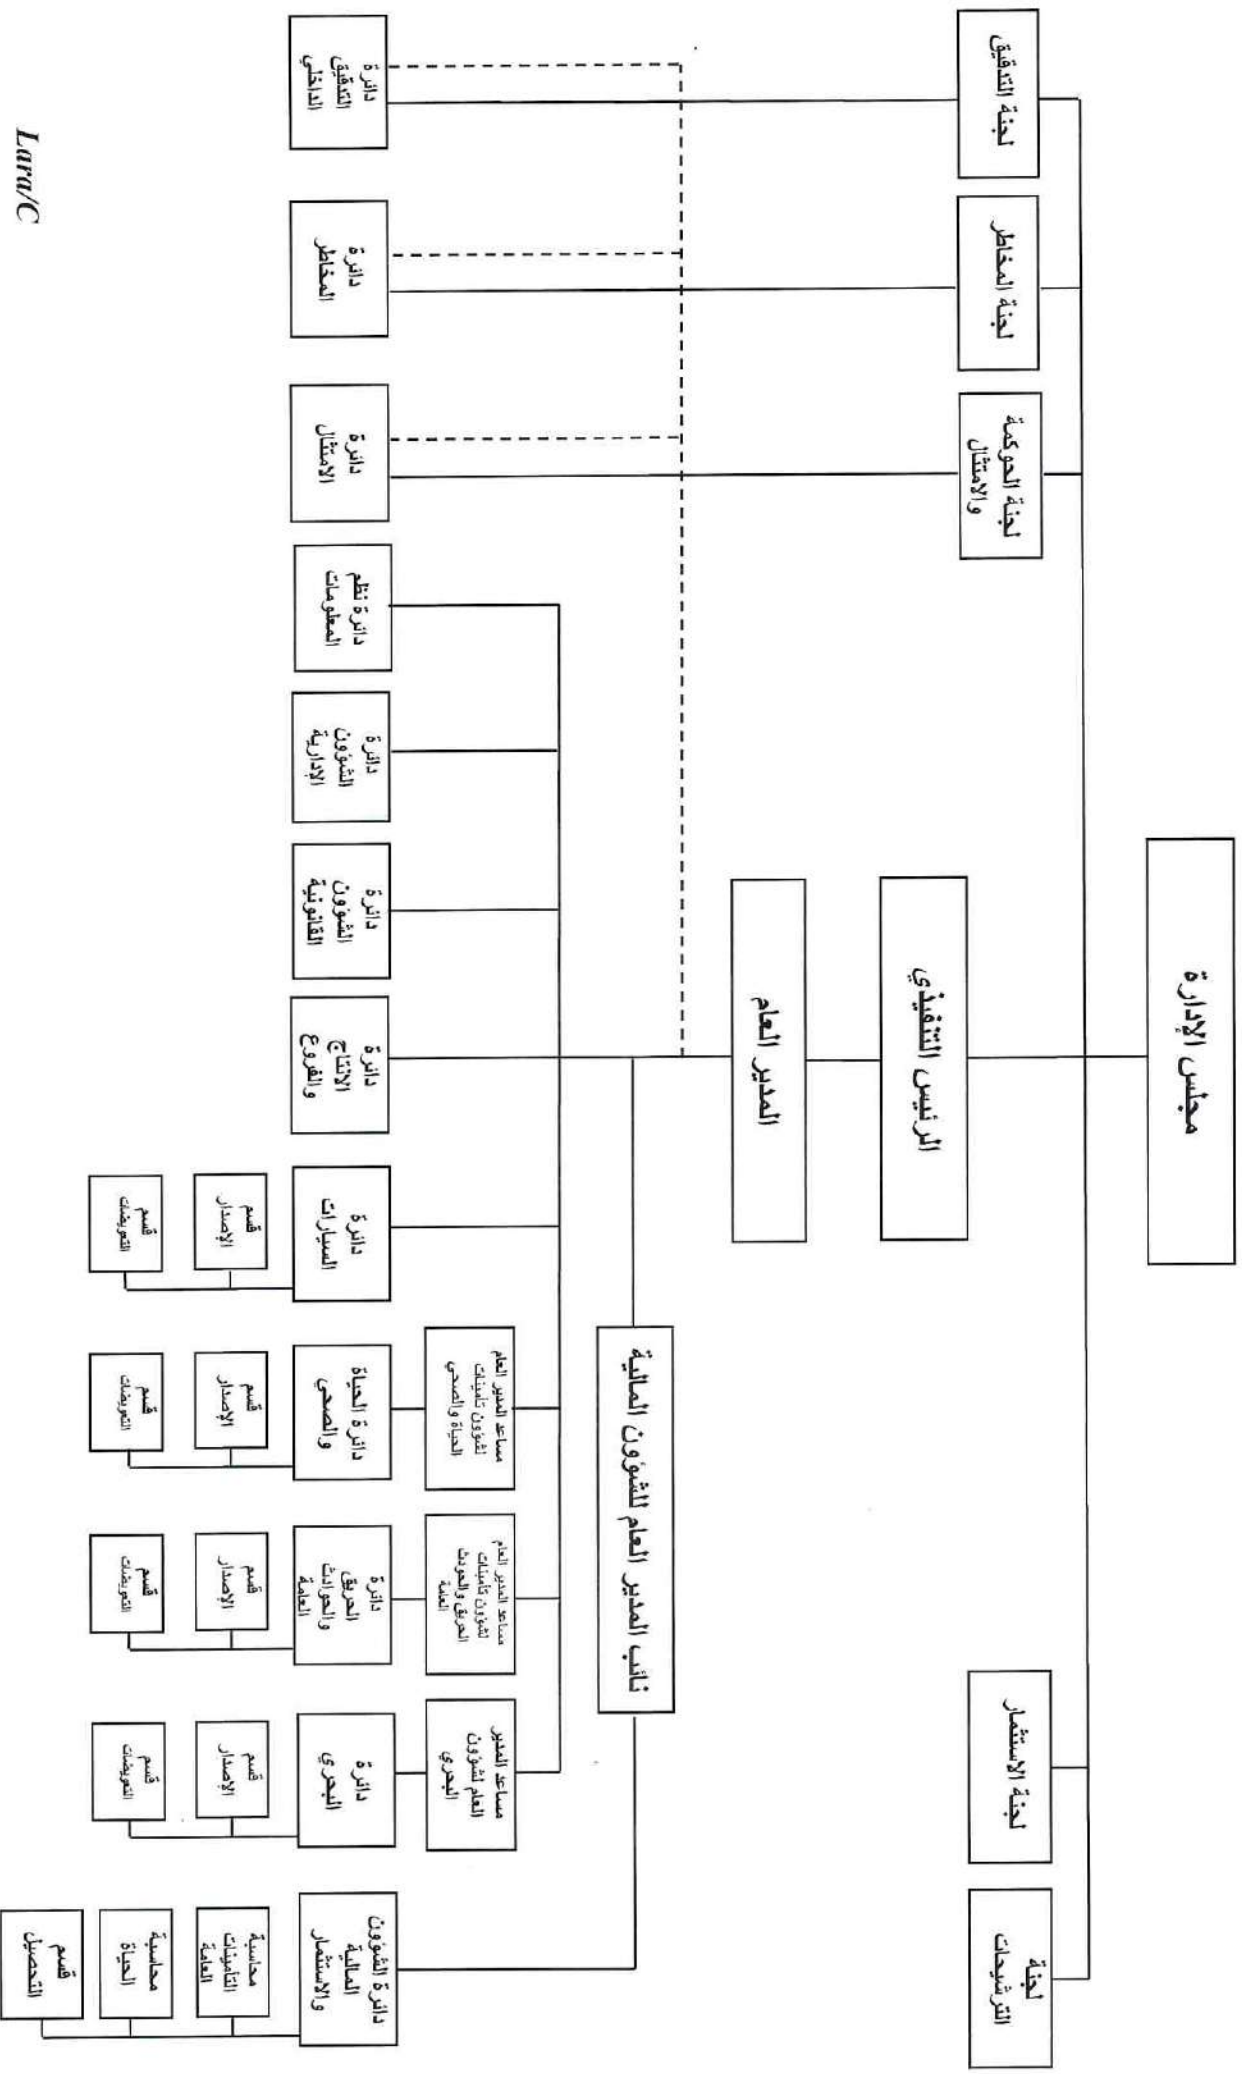 مجلس الإدارة
لجنة التدقيق
لجنة المخاطر
لجنة الحوكمة
والامتثال
لجنة الاستثمار
لجنة
الترشيحات
الرئيس التنفيذي
المدير العام
نائب المدير العام للشؤون المالية
مساعد المدير العام
لشؤون تأمينات
الحياة والصحي
مساعد المدير العام
لشؤون تأمينات
الحريق والحودث
العامة
مساعد المدير
العام لشؤون
البحري
دائرة
التدقيق
الداخلي
دائرة
المخاطر
دائرة
الامتثال
دائرة نظم
المعلومات
دائرة
الشؤون
الإدارية
دائرة
الشؤون
القانونية
دائرة
الانتاج
والفروع
دائرة
السيارات
دائرة الحياة
والصحي
دائرة
الحريق
والحوادث
العامة
دائرة
البحري
دائرة الشؤون
المالية
والاستثمار
قسم
الإصدار
قسم
التعويضات
قسم
الإصدار
قسم
التعويضات
قسم
الإصدار
قسم
التعويضات
قسم
الإصدار
قسم
التعويضات
محاسبة
التأمينات
العامة
محاسبة
الحياة
قسم
التحصيل
Lara/C